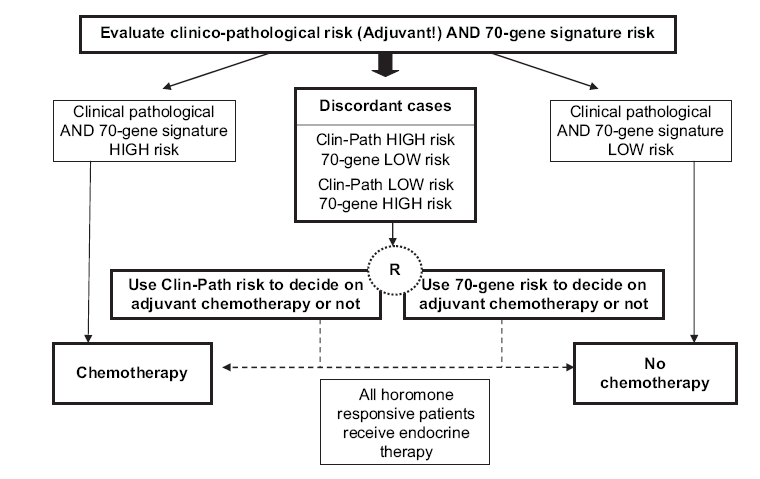 Evaluate clinico-pathological risk (Adjuvant!) AND 70-gene signature risk
Clinical pathological
AND 70-gene signature
HIGH risk
Discordant cases
Clin-Path HIGH risk
70-gene LOW risk
Clin-Path LOW risk
70-gene HIGH risk
Clinical pathological
AND 70-gene signature
LOW risk
R
Use Clin-Path risk to decide on
adjuvant chemotherapy or not
Use 70-gene risk to decide on
adjuvant chemotherapy or not
Chemotherapy
No
chemotherapy
All horomone
responsive patients
receive endocrine
therapy